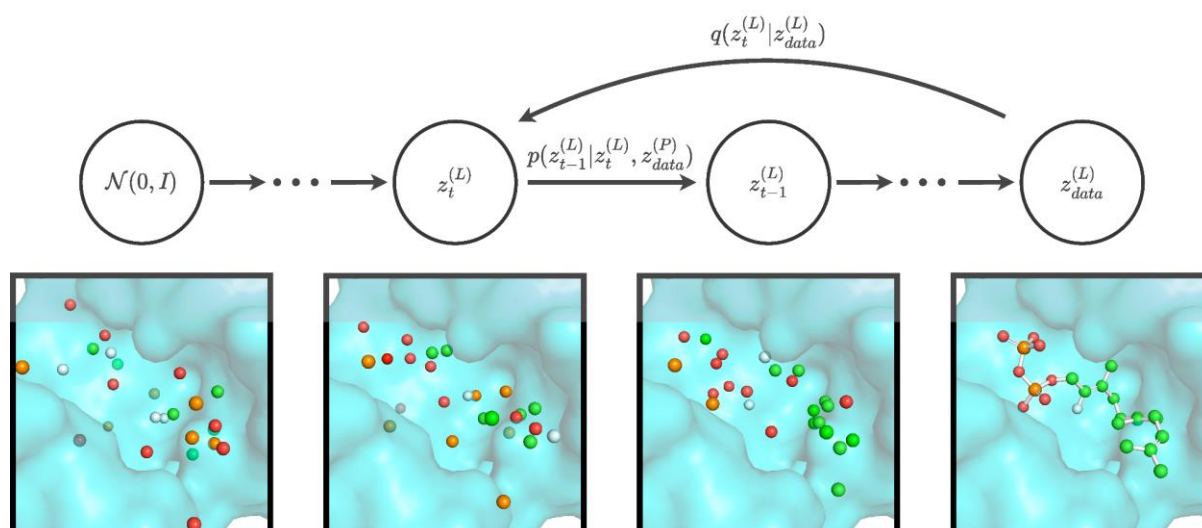 q(z_t^{(L)}|z_{data}^{(L)})
p(z_{t-1}^{(L)}|z_t^{(L)}, z_{data}^{(P)})
𝒩(0, I) ••• z_t^{(L)} z_{t-1}^{(L)} ••• z_{data}^{(L)}